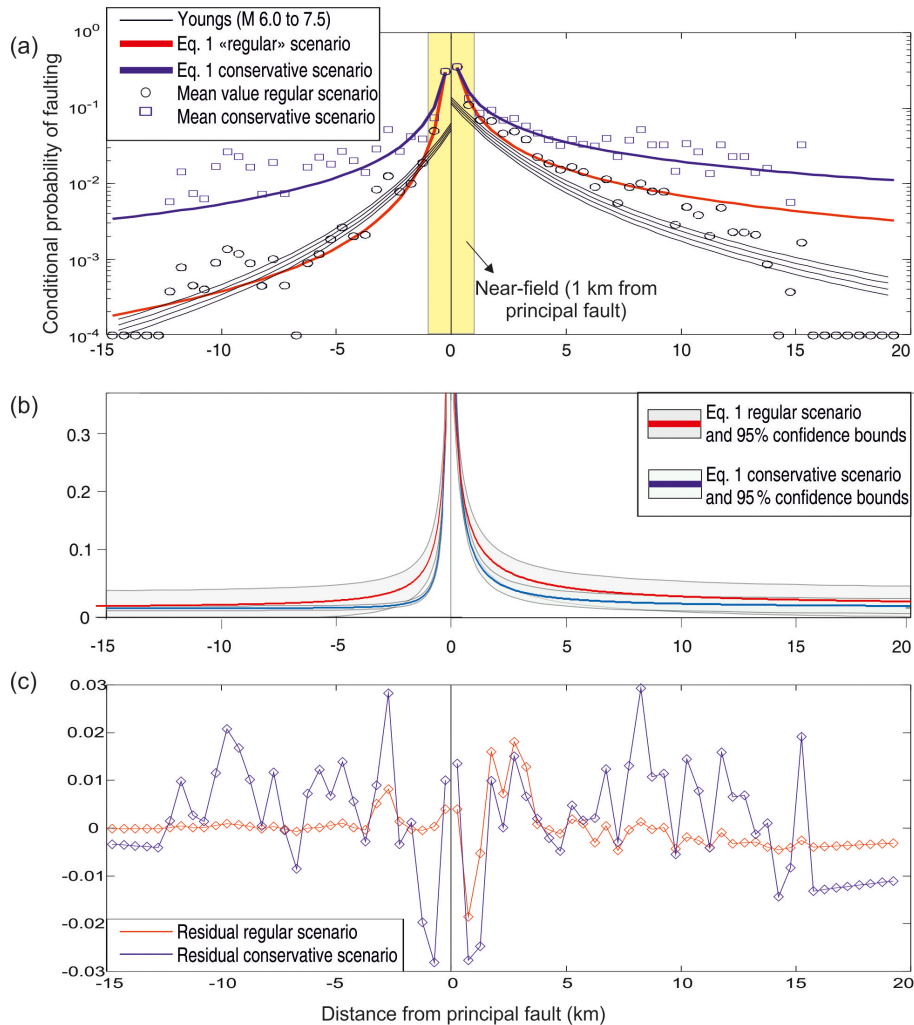 (a)
Conditional probability of faulting
10⁰
10⁻¹
10⁻²
10⁻³
10⁻⁴
Youngs (M 6.0 to 7.5)
Eq. 1 «regular» scenario
Eq. 1 conservative scenario
Mean value regular scenario
Mean conservative scenario
Near-field (1 km from
principal fault)
-15 -10 -5 0 5 10 15 20
(b)
0.3
0.2
0.1
0
Eq. 1 regular scenario
and 95% confidence bounds
Eq. 1 conservative scenario
and 95% confidence bounds
-15 -10 -5 0 5 10 15 20
(c)
0.03
0.02
0.01
0
-0.01
-0.02
-0.03
Residual regular scenario
Residual conservative scenario
-15 -10 -5 0 5 10 15 20
Distance from principal fault (km)